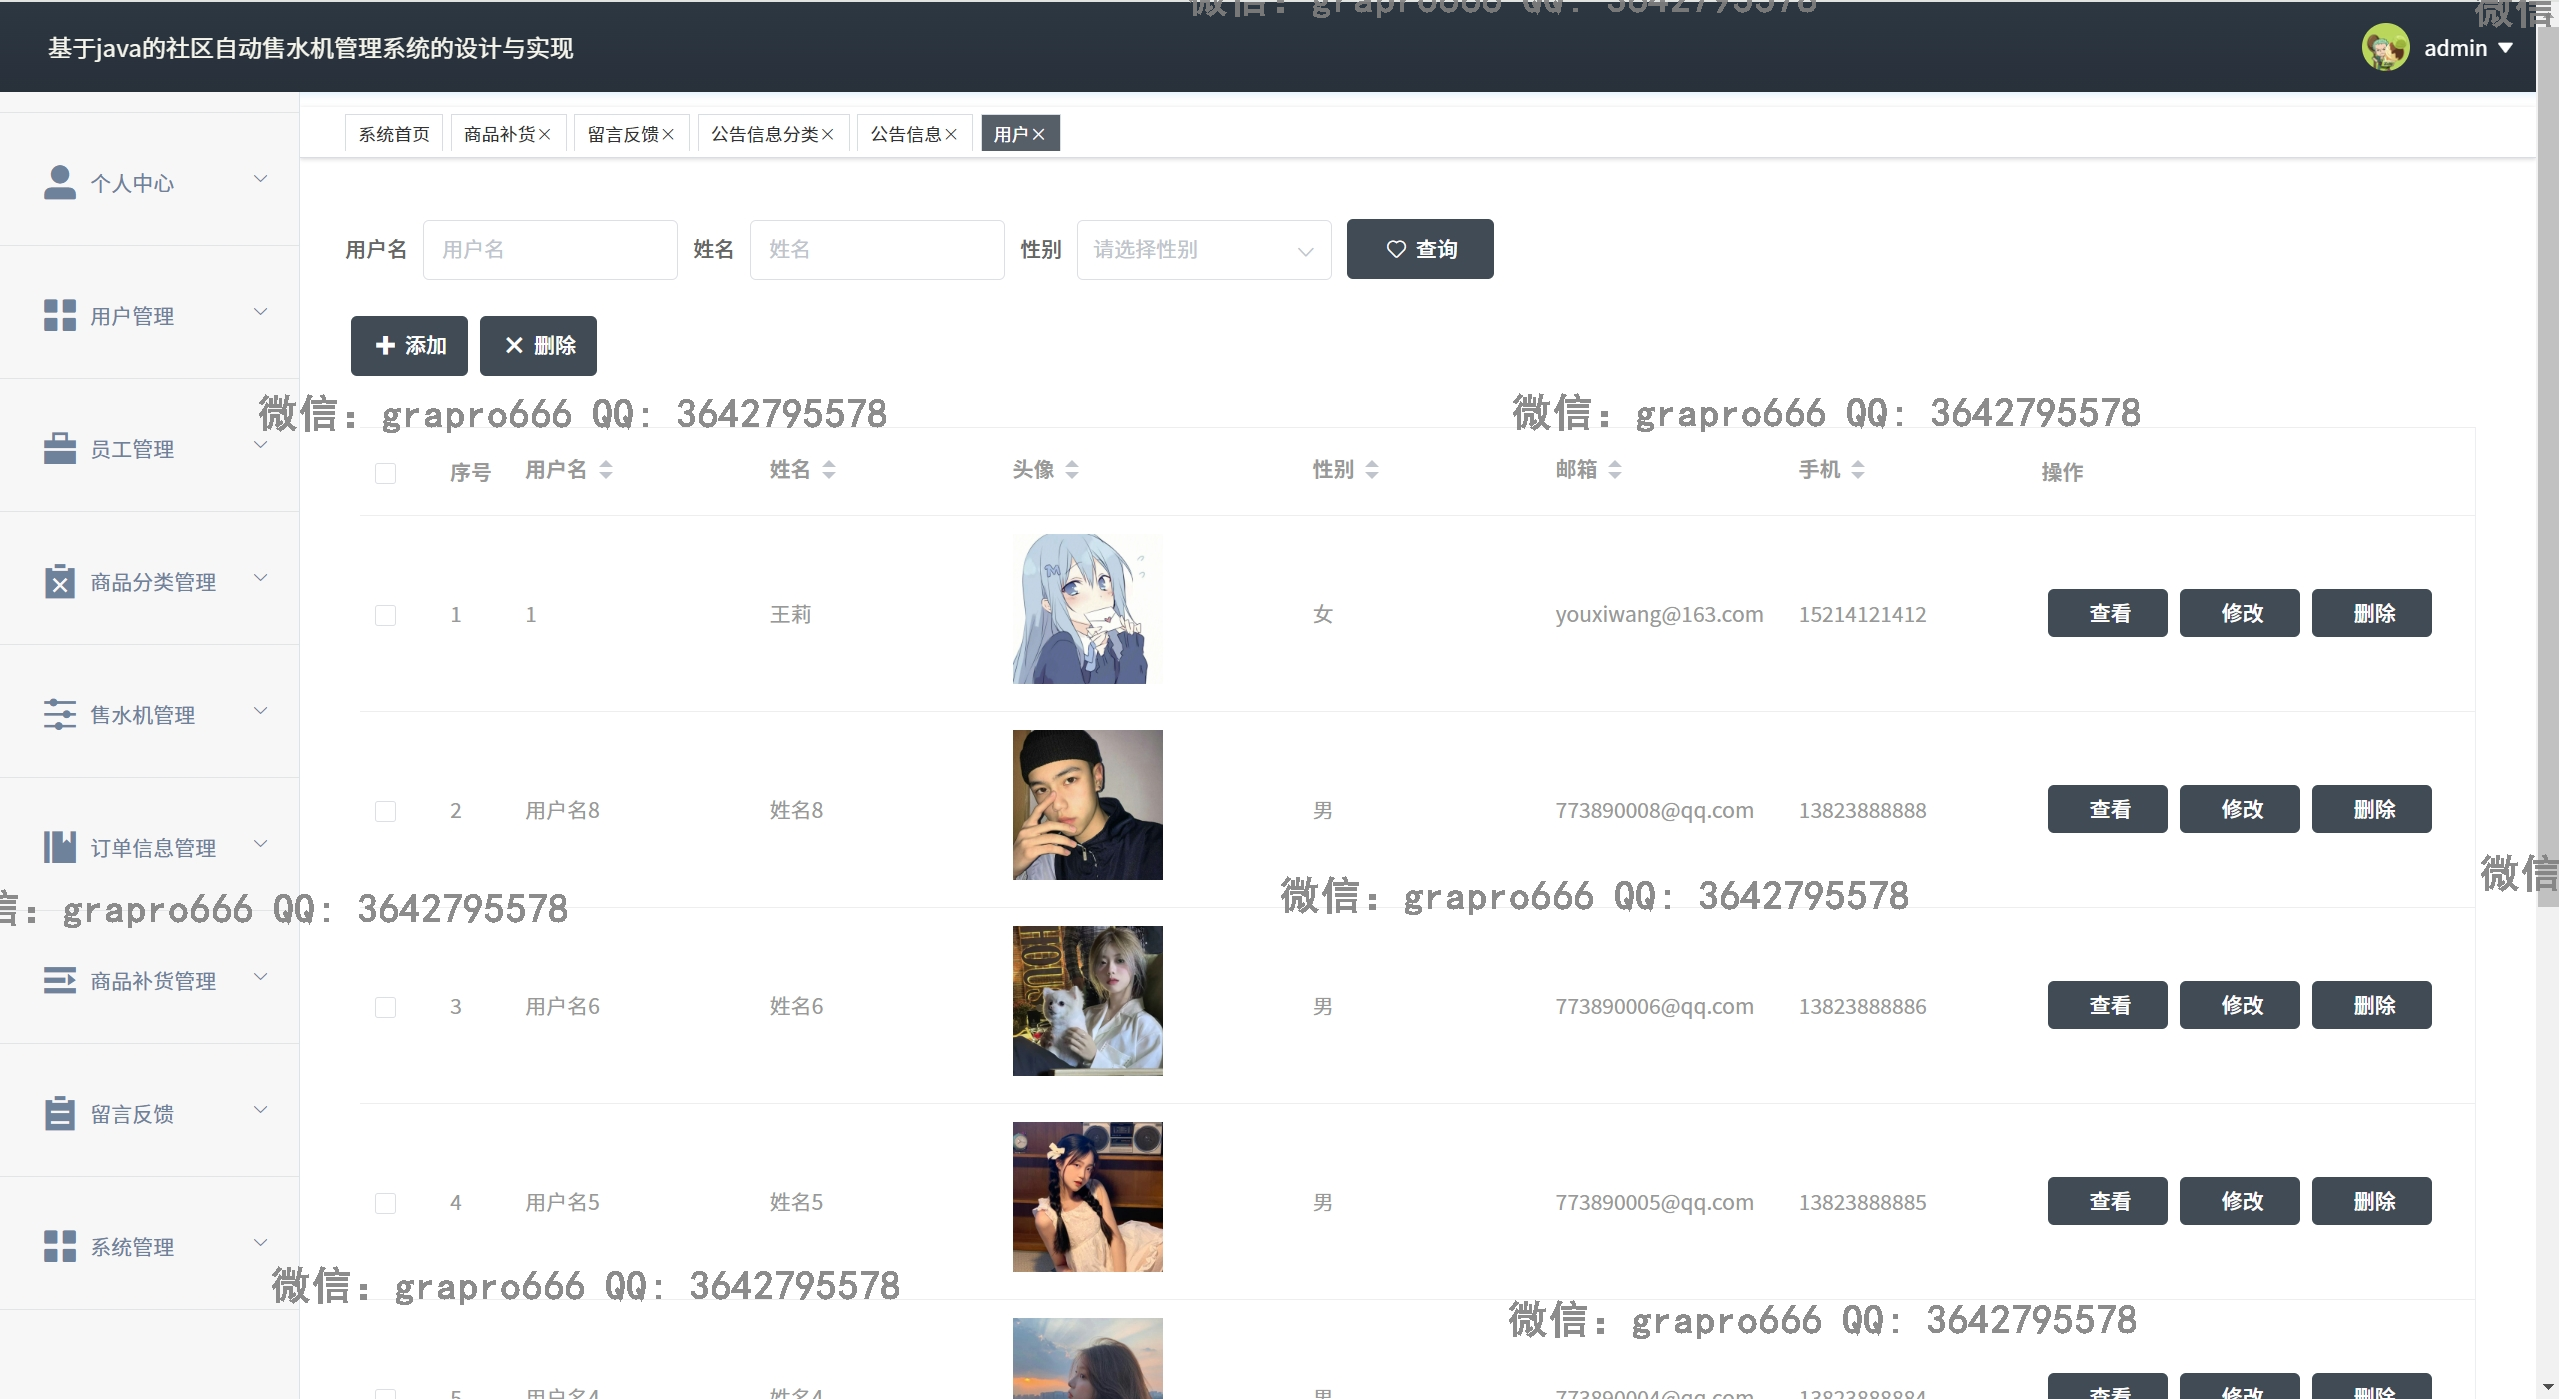 微信: grapro666 QQ: 3642795578
微信
基于java的社区自动售水机管理系统的设计与实现
admin
系统首页
商品补货
留言反馈
公告信息分类
公告信息
用户
个人中心
用户管理
员工管理
商品分类管理
售水机管理
订单信息管理
商品补货管理
留言反馈
系统管理
用户名 用户名 姓名 姓名 性别 请选择性别 查询
添加 删除
微信: grapro666 QQ: 3642795578
微信: grapro666 QQ: 3642795578
序号 用户名 姓名 头像 性别 邮箱 手机 操作
1 1 王莉 女 youxiwang@163.com 15214121412 查看 修改 删除
2 用户名8 姓名8 男 773890008@qq.com 13823888888 查看 修改 删除
微信
信: grapro666 QQ: 3642795578
微信: grapro666 QQ: 3642795578
3 用户名6 姓名6 男 773890006@qq.com 13823888886 查看 修改 删除
4 用户名5 姓名5 男 773890005@qq.com 13823888885 查看 修改 删除
微信: grapro666 QQ: 3642795578
微信: grapro666 QQ: 3642795578
5 用户名4 姓名4 男 773890004@qq.com 13823888884 查看 修改 删除